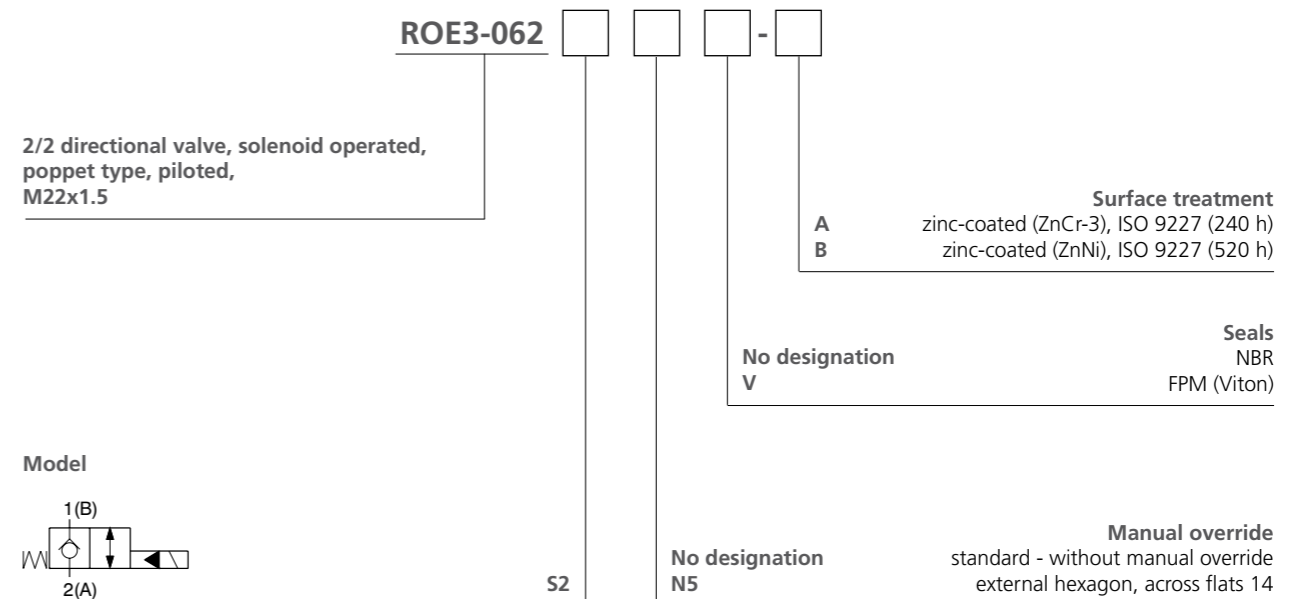 ROE3-062 -
2/2 directional valve, solenoid operated,
poppet type, piloted,
M22x1.5
Surface treatment
A zinc-coated (ZnCr-3), ISO 9227 (240 h)
B zinc-coated (ZnNi), ISO 9227 (520 h)
Seals
No designation NBR
V FPM (Viton)
Model
1(B)
2(A)
S2
Manual override
No designation standard - without manual override
N5 external hexagon, across flats 14